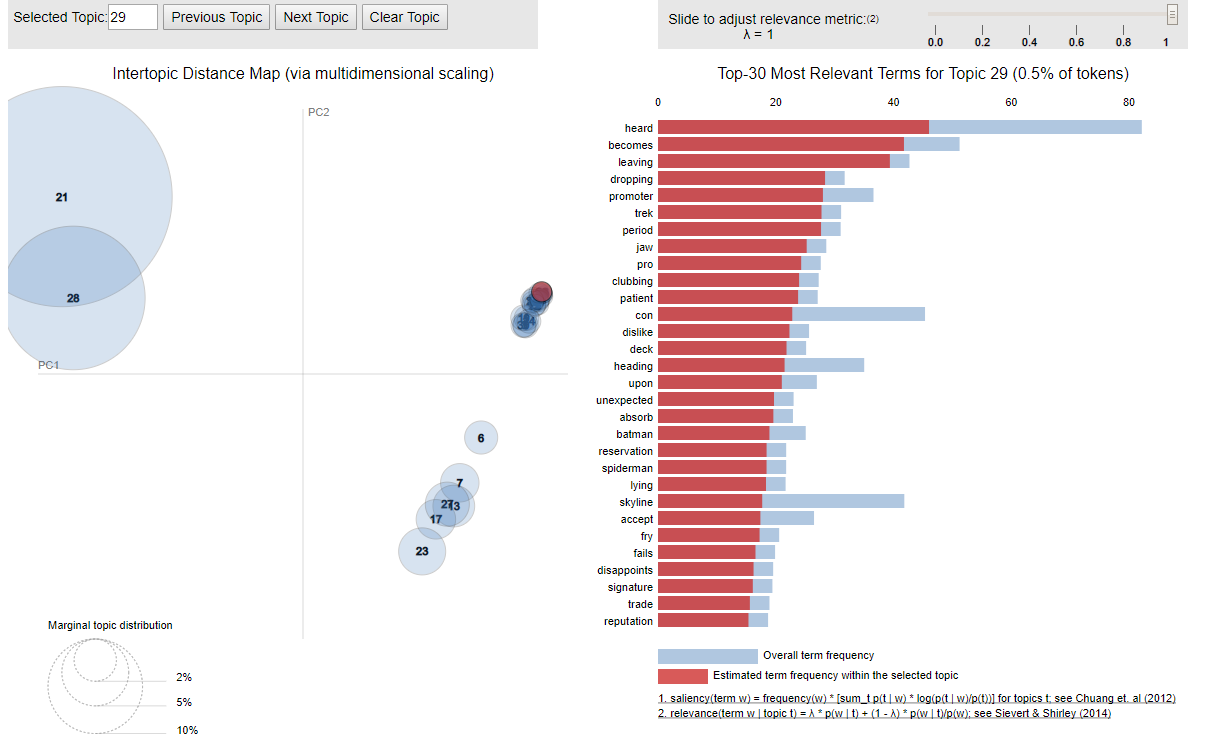 Selected Topic: 29 Previous Topic Next Topic Clear Topic
Slide to adjust relevance metric:(2)
λ = 1
0.0 0.2 0.4 0.6 0.8 1
Intertopic Distance Map (via multidimensional scaling)
PC2
21
28
PC1
6
7
27
13
17
23
Marginal topic distribution
2%
5%
10%
Top-30 Most Relevant Terms for Topic 29 (0.5% of tokens)
0 20 40 60 80
heard
becomes
leaving
dropping
promoter
trek
period
jaw
pro
clubbing
patient
con
dislike
deck
heading
upon
unexpected
absorb
batman
reservation
spiderman
lying
skyline
accept
fry
fails
disappoints
signature
trade
reputation
Overall term frequency
Estimated term frequency within the selected topic
1. saliency(term w) = frequency(w) * [sum_t p(t | w) * log(p(t | w)/p(t))] for topics t; see Chuang et. al (2012)
2. relevance(term w | topic t) = λ * p(w | t) + (1 - λ) * p(w | t)/p(w); see Sievert & Shirley (2014)